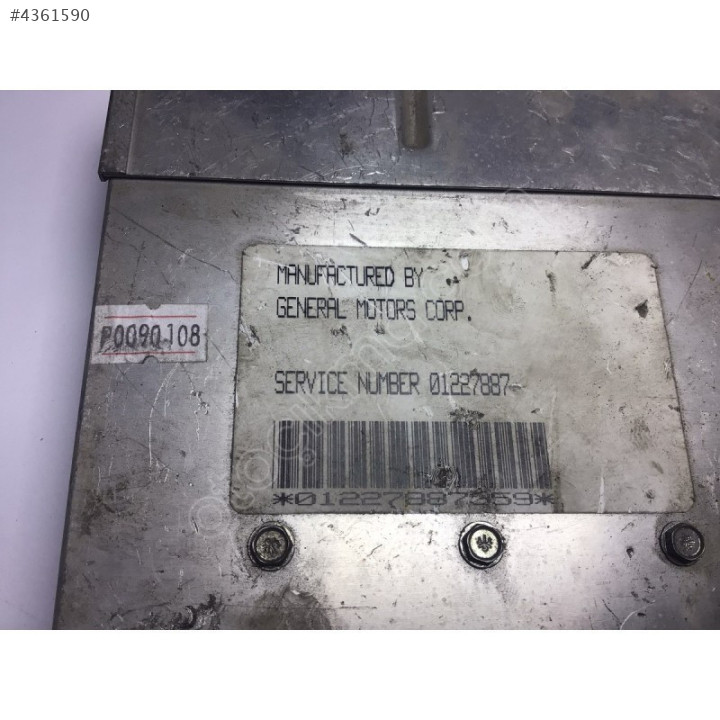 #4361590
MANUFACTURED BY
GENERAL MOTORS CORP.
P0090108
SERVICE NUMBER 01227887